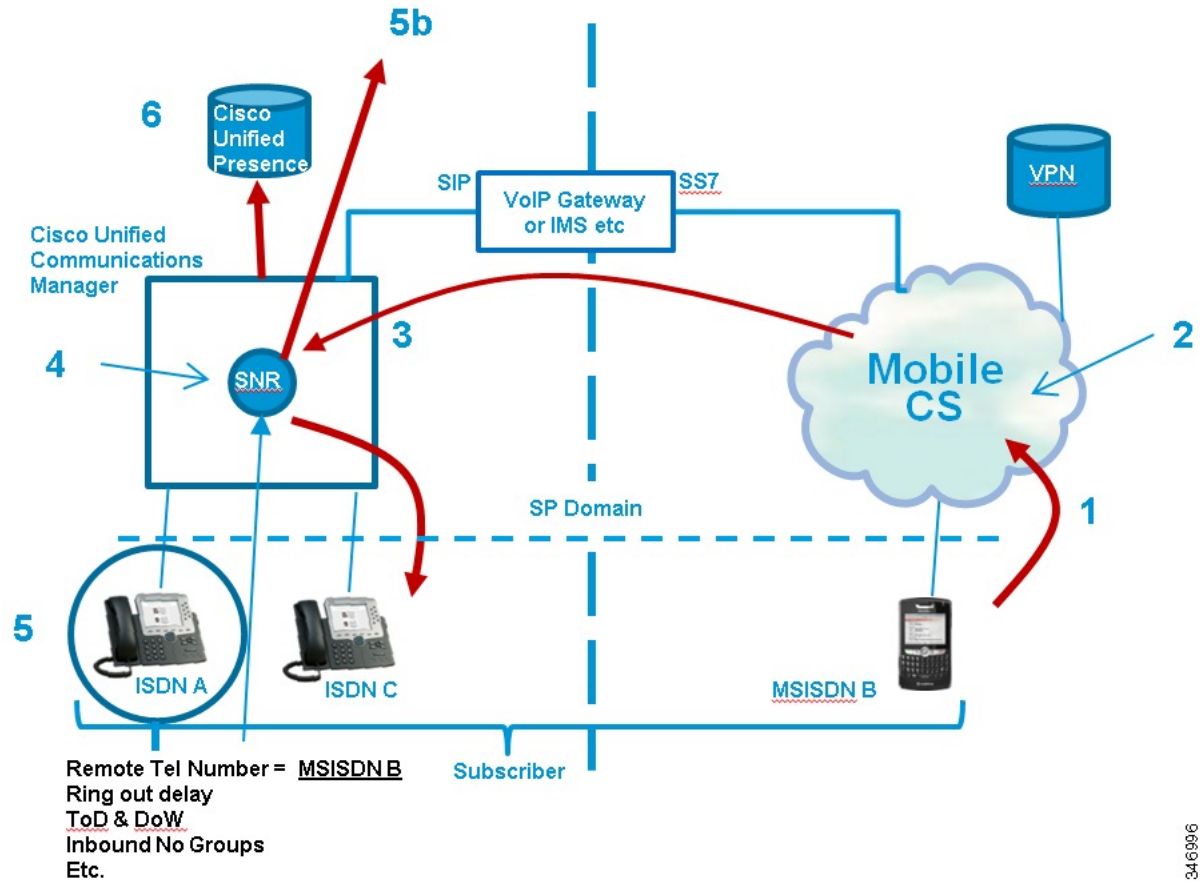 5b
6
Cisco
Unified
Presence
SIP
VoIP Gateway
or IMS etc
SS7
VPN
Cisco Unified
Communications
Manager
3
4
SNR
Mobile
CS
2
SP Domain
1
5
ISDN A
ISDN C
MSISDN B
Remote Tel Number = MSISDN B
Ring out delay
ToD & DoW
Inbound No Groups
Etc.
Subscriber
346996